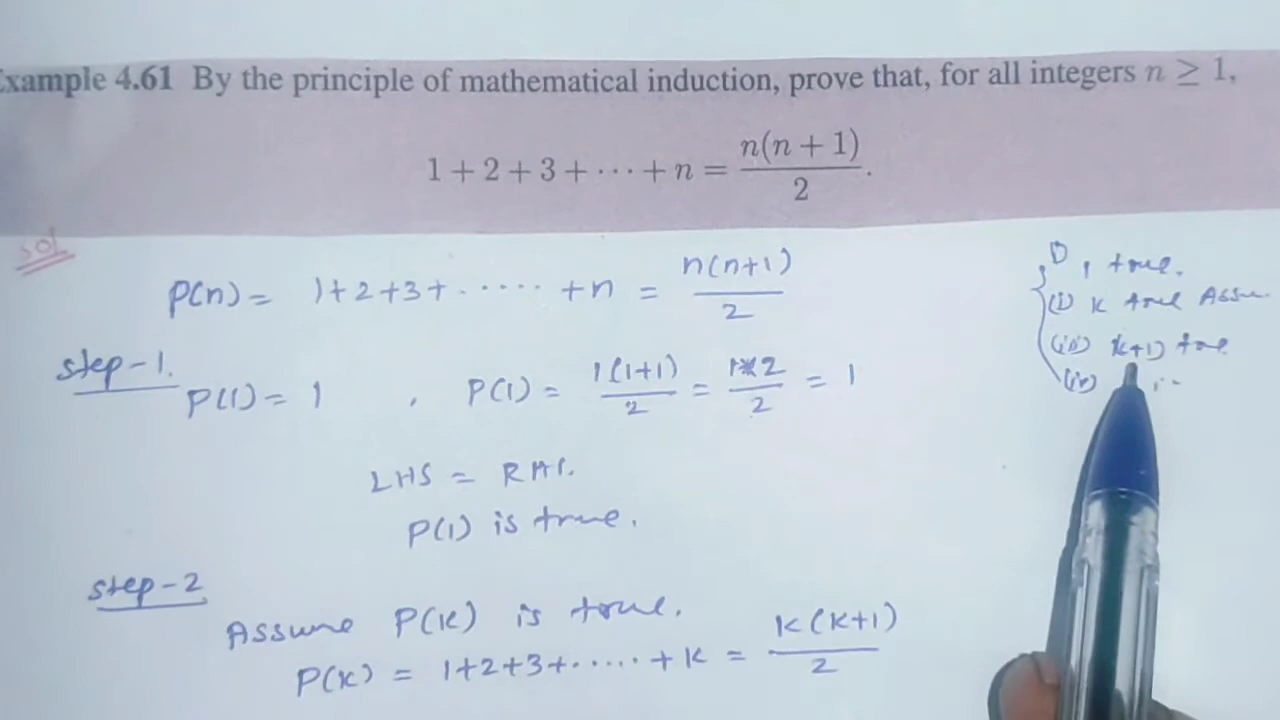 Example 4.61 By the principle of mathematical induction, prove that, for all integers n ≥ 1,
1 + 2 + 3 + ··· + n = n(n + 1)/2.
Sol
P(n) = 1+2+3+······+n = n(n+1)/2
Step-1.
P(1) = 1 , P(1) = 1(1+1)/2 = 1×2/2 = 1
LHS = RHS.
P(1) is true.
Step-2
Assume P(k) is true.
P(k) = 1+2+3+······+k = k(k+1)/2
1 true.
k true Assu
(iii) k+1) true
(iv)